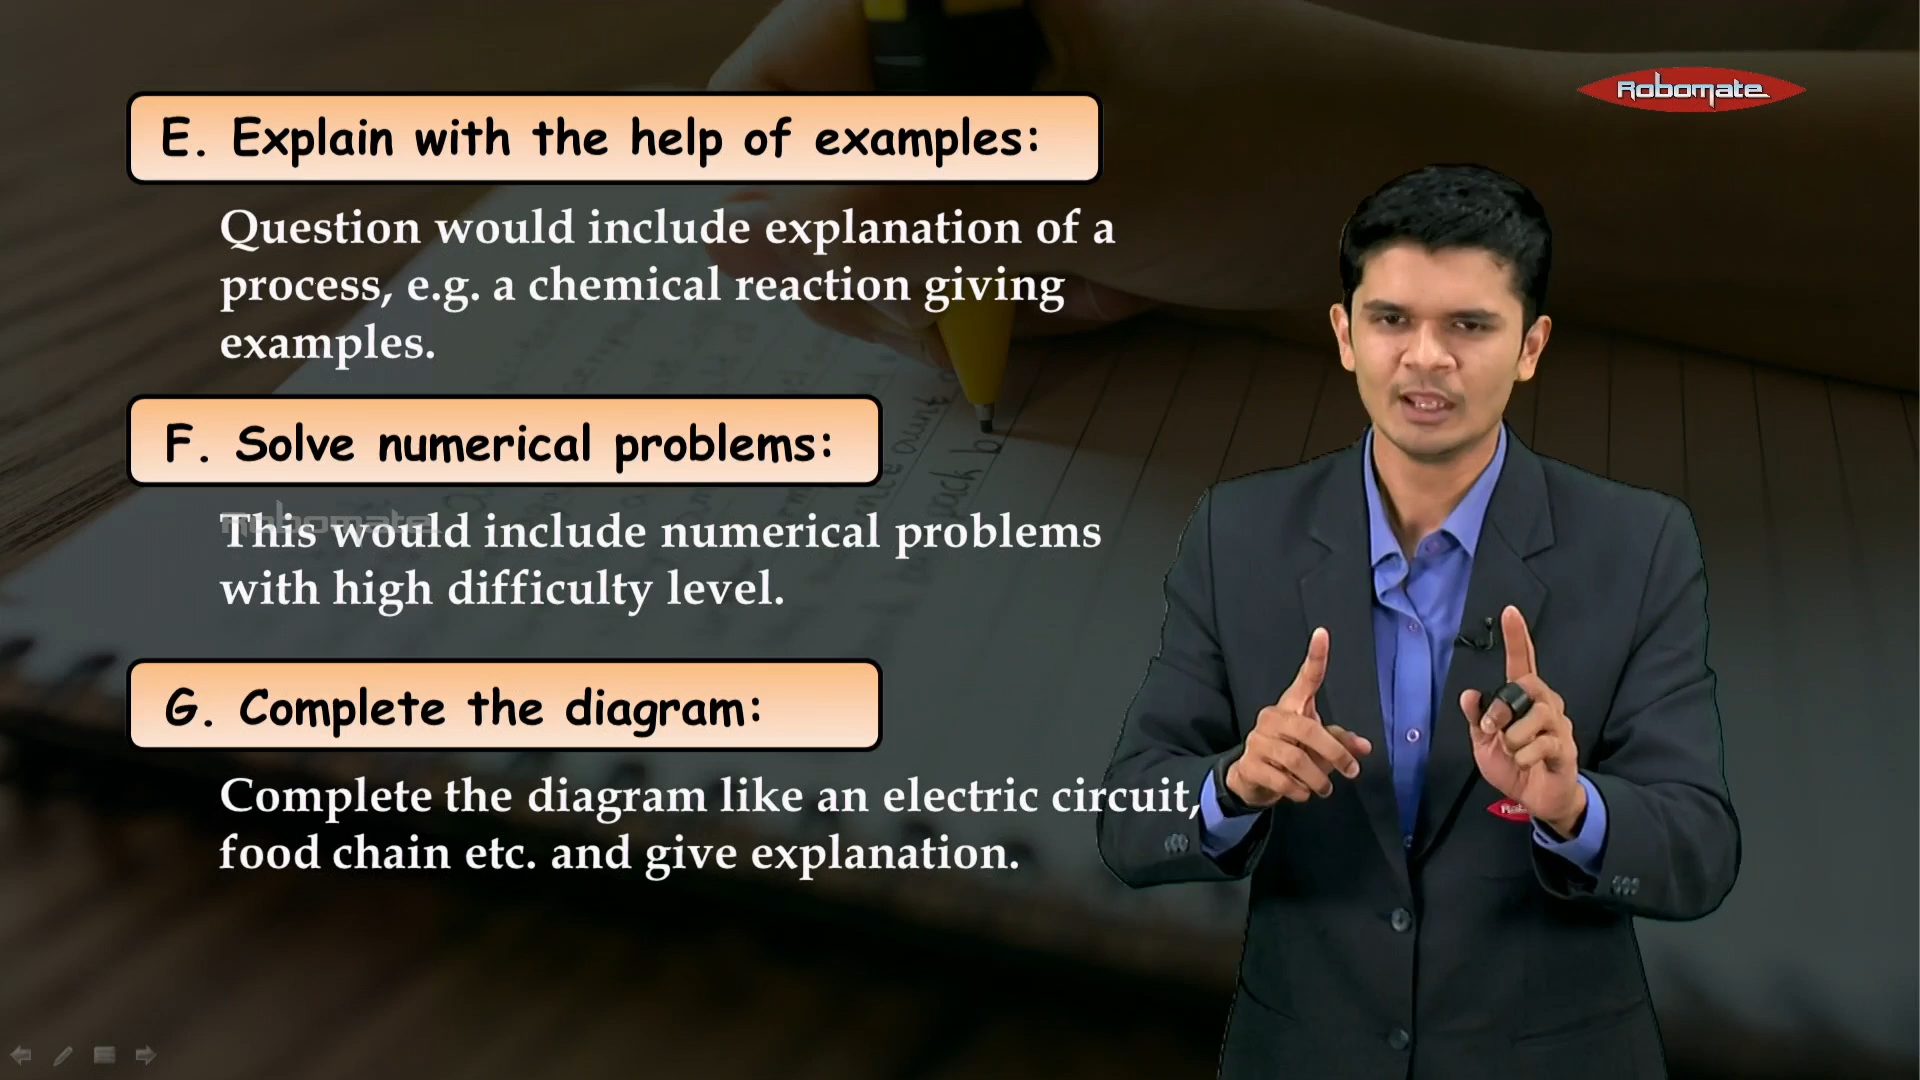 Robomate
E. Explain with the help of examples:
Question would include explanation of a
process, e.g. a chemical reaction giving
examples.
F. Solve numerical problems:
Robomate
This would include numerical problems
with high difficulty level.
G. Complete the diagram:
Complete the diagram like an electric circuit,
food chain etc. and give explanation.